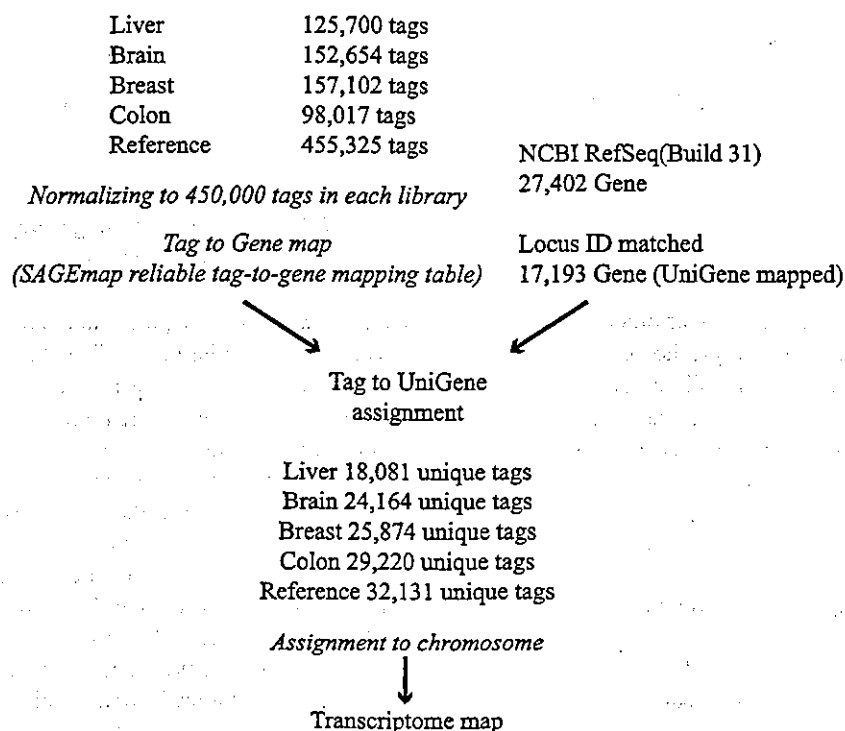 Liver 125,700 tags
Brain 152,654 tags
Breast 157,102 tags
Colon 98,017 tags
Reference 455,325 tags
Normalizing to 450,000 tags in each library
Tag to Gene map
(SAGEmap reliable tag-to-gene mapping table)
NCBI RefSeq(Build 31)
27,402 Gene
Locus ID matched
17,193 Gene (UniGene mapped)
Tag to UniGene
assignment
Liver 18,081 unique tags
Brain 24,164 unique tags
Breast 25,874 unique tags
Colon 29,220 unique tags
Reference 32,131 unique tags
Assignment to chromosome
Transcriptome map